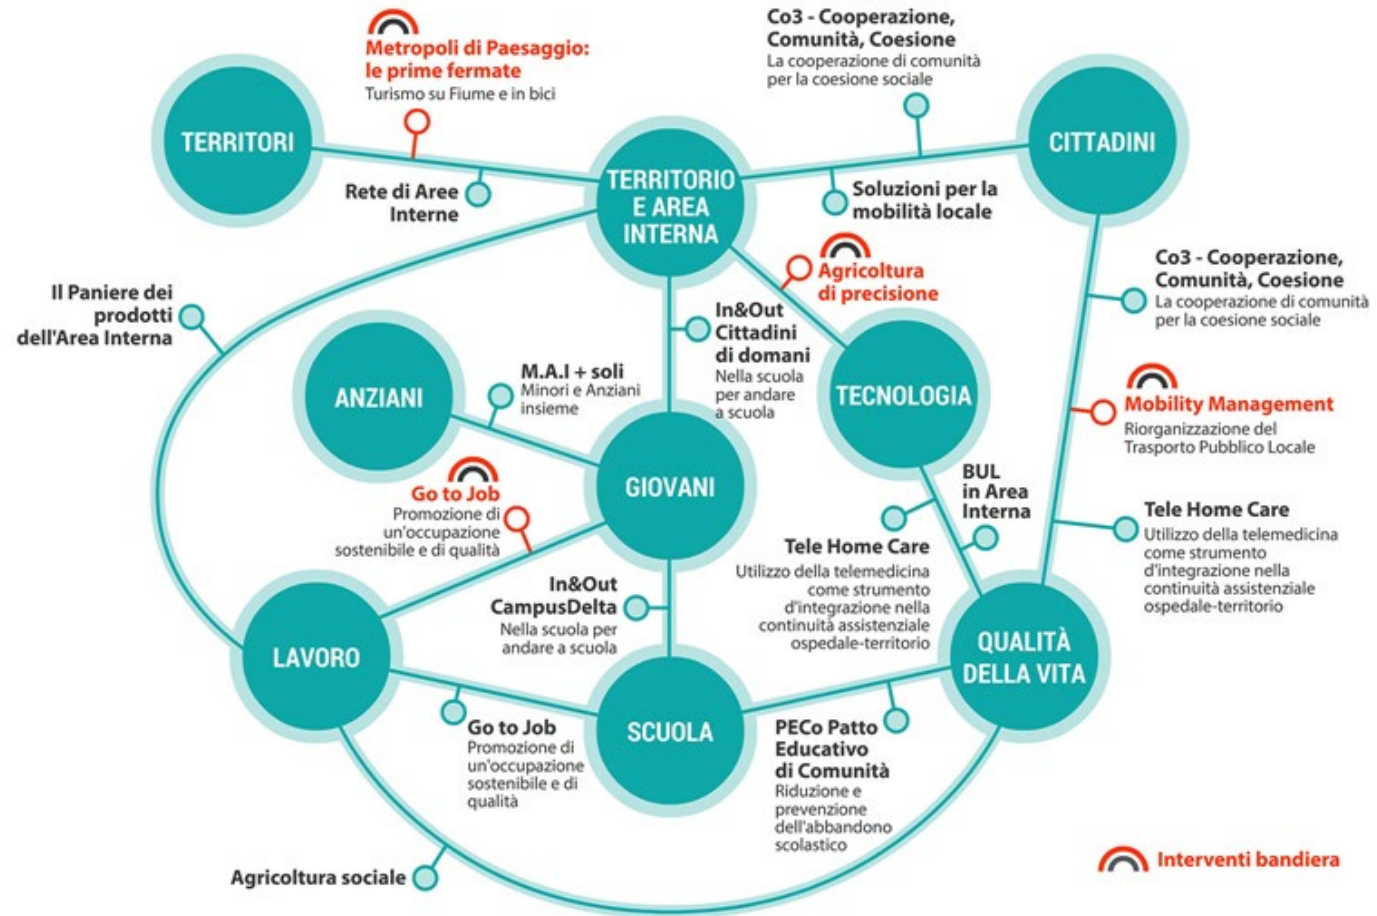 Metropoli di Paesaggio:
le prime fermate
Turismo su Fiume e in bici
Co3 - Cooperazione,
Comunità, Coesione
La cooperazione di comunità
per la coesione sociale
TERRITORI
CITTADINI
TERRITORIO
E AREA
INTERNA
Rete di Aree
Interne
Soluzioni per la
mobilità locale
Agricoltura
di precisione
Co3 - Cooperazione,
Comunità, Coesione
La cooperazione di comunità
per la coesione sociale
Il Paniere dei
prodotti
dell'Area Interna
In&Out
Cittadini
di domani
Nella scuola
per andare
a scuola
M.A.I + soli
Minori e Anziani
insieme
ANZIANI
TECNOLOGIA
Mobility Management
Riorganizzazione del
Trasporto Pubblico Locale
GIOVANI
Go to Job
Promozione di
un'occupazione
sostenibile e di qualità
BUL
in Area
Interna
Tele Home Care
Utilizzo della telemedicina
come strumento
d'integrazione nella
continuità assistenziale
ospedale-territorio
Tele Home Care
Utilizzo della telemedicina
come strumento
d'integrazione nella
continuità assistenziale
ospedale-territorio
In&Out
CampusDelta
Nella scuola per
andare a scuola
LAVORO
QUALITÀ
DELLA VITA
SCUOLA
Go to Job
Promozione di
un'occupazione
sostenibile e di
qualità
PECo Patto
Educativo
di Comunità
Riduzione e
prevenzione
dell'abbandono
scolastico
Agricoltura sociale
Interventi bandiera